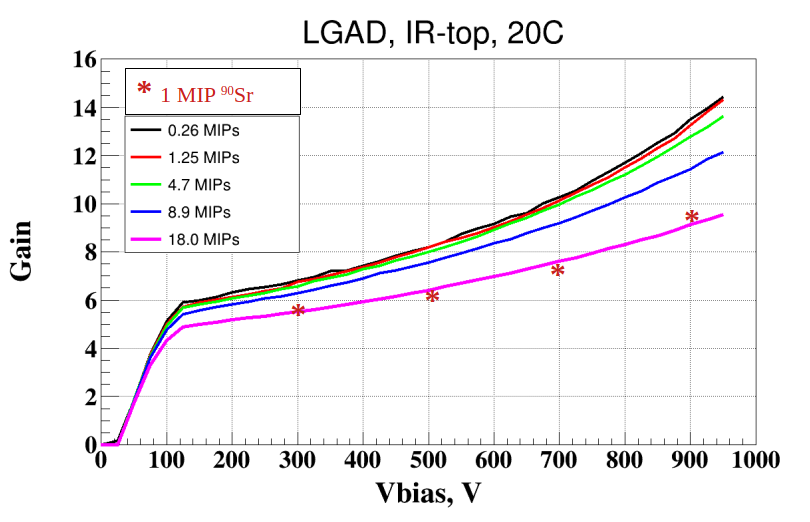 LGAD, IR-top, 20C
16
14
12
10
8
6
4
2
0
Gain
* 1 MIP ⁹⁰Sr
0.26 MIPs
1.25 MIPs
4.7 MIPs
8.9 MIPs
18.0 MIPs
0 100 200 300 400 500 600 700 800 900 1000
Vbias, V